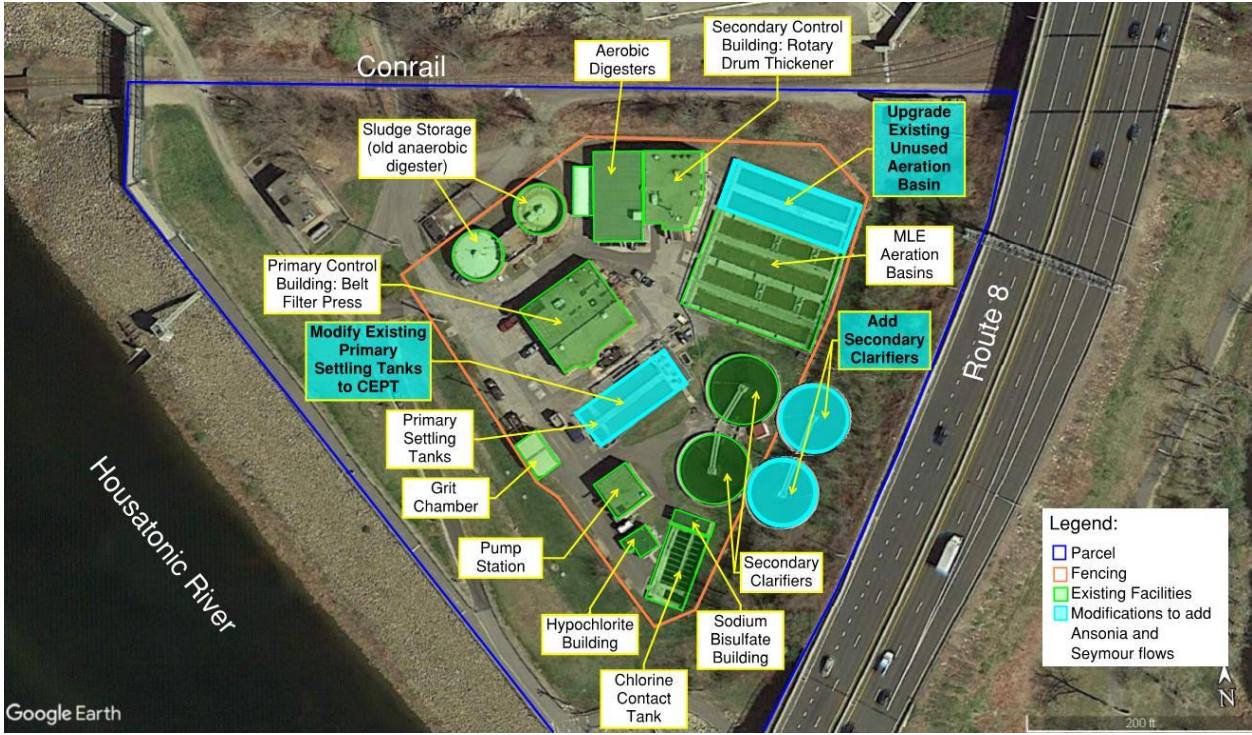 Conrail
Aerobic
Digesters
Secondary Control
Building: Rotary
Drum Thickener
Upgrade
Existing
Unused
Aeration
Basin
Sludge Storage
(old anaerobic
digester)
MLE
Aeration
Basins
Primary Control
Building: Belt
Filter Press
Route 8
Modify Existing
Primary
Settling Tanks
to CEPT
Add
Secondary
Clarifiers
Primary
Settling
Tanks
Grit
Chamber
Housatonic River
Pump
Station
Secondary
Clarifiers
Hypochlorite
Building
Sodium
Bisulfate
Building
Chlorine
Contact
Tank
Legend:
Parcel
Fencing
Existing Facilities
Modifications to add
Ansonia and
Seymour flows
N
200 ft
Google Earth